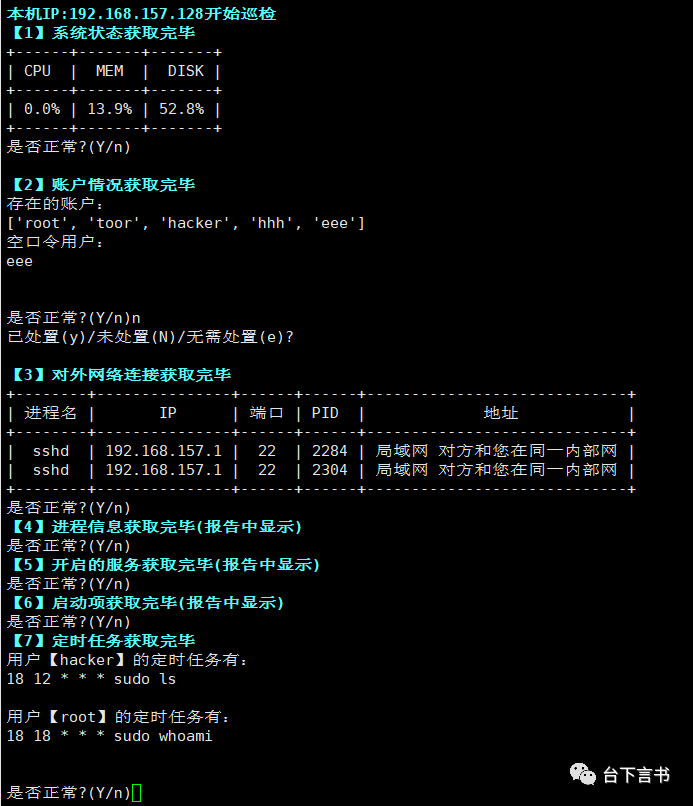 本机IP:192.168.157.128开始巡检
【1】系统状态获取完毕
+------+-------+-------+
| CPU  |  MEM  |  DISK |
+------+-------+-------+
| 0.0% | 13.9% | 52.8% |
+------+-------+-------+
是否正常?(Y/n)
【2】账户情况获取完毕
存在的账户:
['root', 'toor', 'hacker', 'hhh', 'eee']
空口令用户:
eee
是否正常?(Y/n)n
已处置(y)/未处置(N)/无需处置(e)?
【3】对外网络连接获取完毕
+--------+---------------+------+------+-----------------------------+
| 进程名 |       IP      | 端口 | PID  |             地址            |
+--------+---------------+------+------+-----------------------------+
|  sshd  | 192.168.157.1 |  22  | 2284 | 局域网 对方和您在同一内部网 |
|  sshd  | 192.168.157.1 |  22  | 2304 | 局域网 对方和您在同一内部网 |
+--------+---------------+------+------+-----------------------------+
是否正常?(Y/n)
【4】进程信息获取完毕(报告中显示)
是否正常?(Y/n)
【5】开启的服务获取完毕(报告中显示)
是否正常?(Y/n)
【6】启动项获取完毕(报告中显示)
是否正常?(Y/n)
【7】定时任务获取完毕
用户【hacker】的定时任务有:
18 12 * * * sudo ls
用户【root】的定时任务有:
18 18 * * * sudo whoami
是否正常?(Y/n)
台下言书